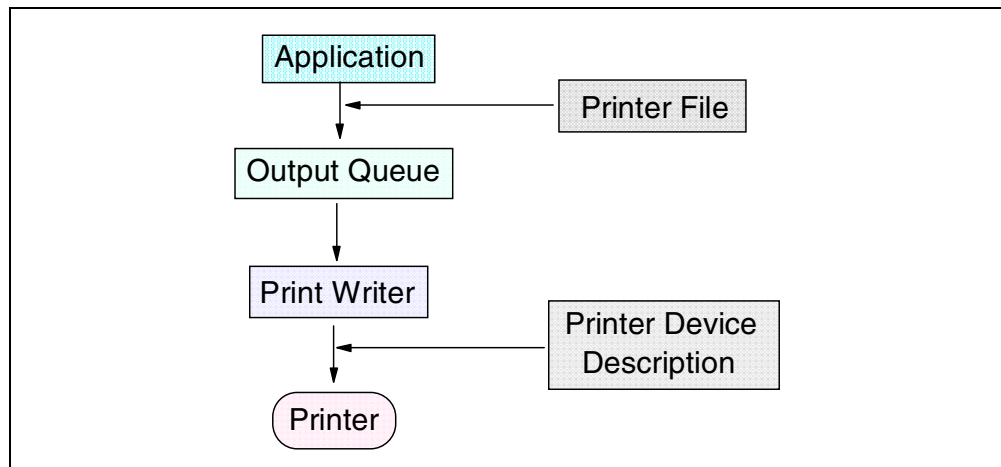 Application
Printer File
Output Queue
Print Writer
Printer Device
Description
Printer